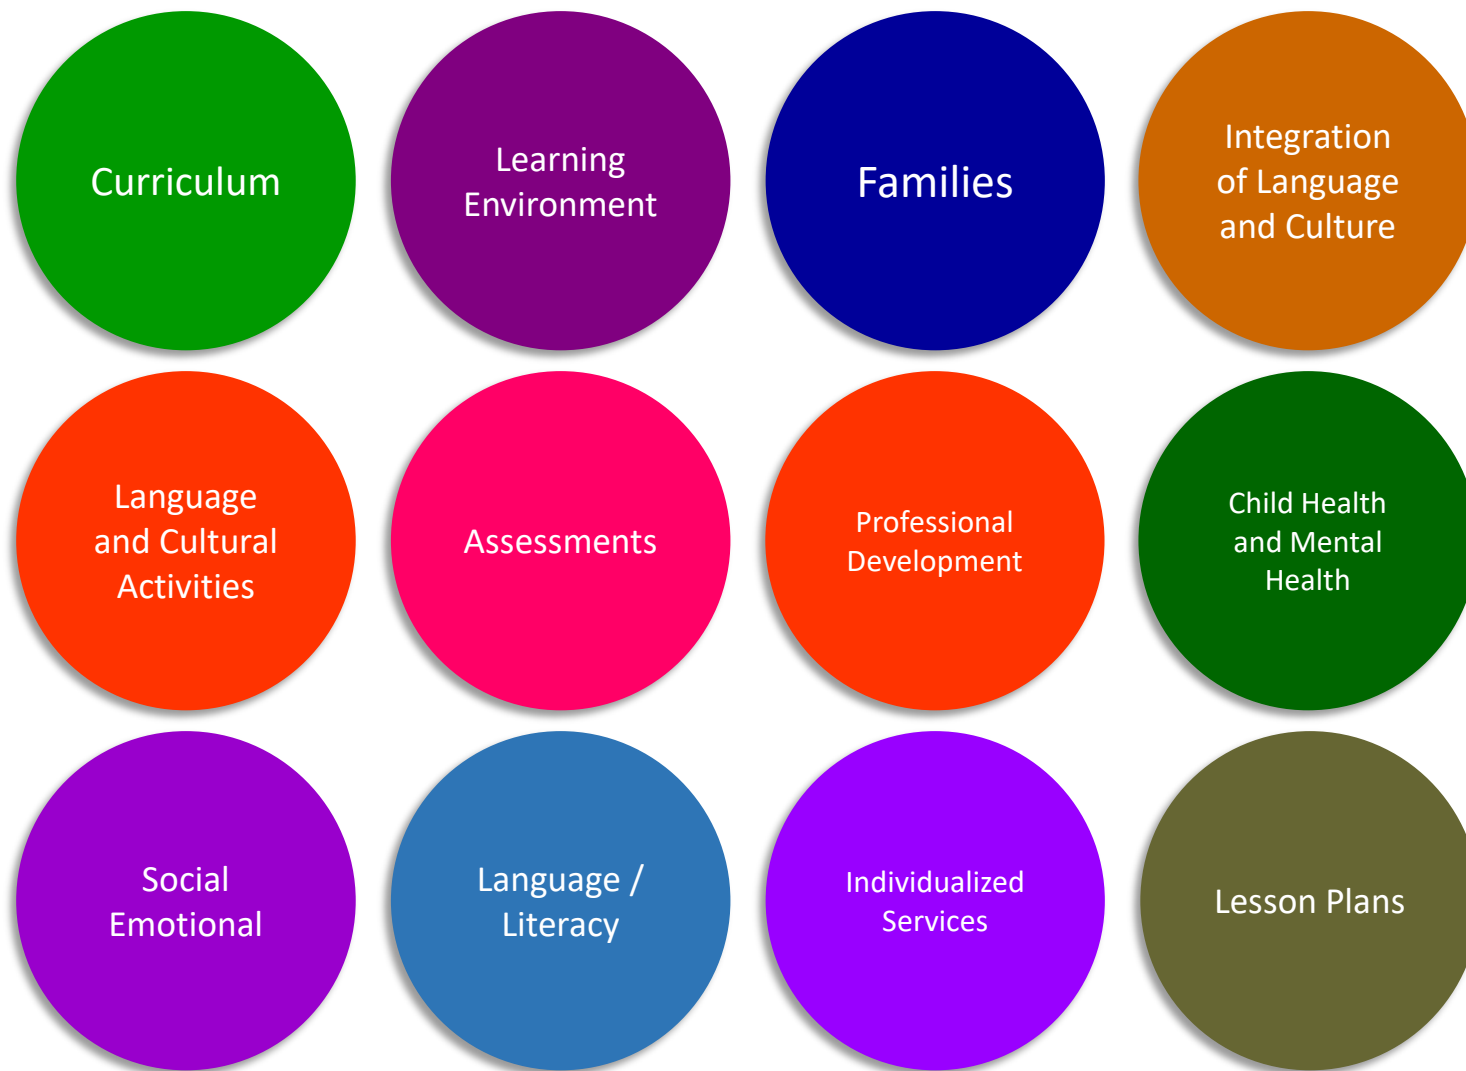 Curriculum
Learning
Environment
Families
Integration
of Language
and Culture
Language
and Cultural
Activities
Assessments
Professional
Development
Child Health
and Mental
Health
Social
Emotional
Language /
Literacy
Individualized
Services
Lesson Plans